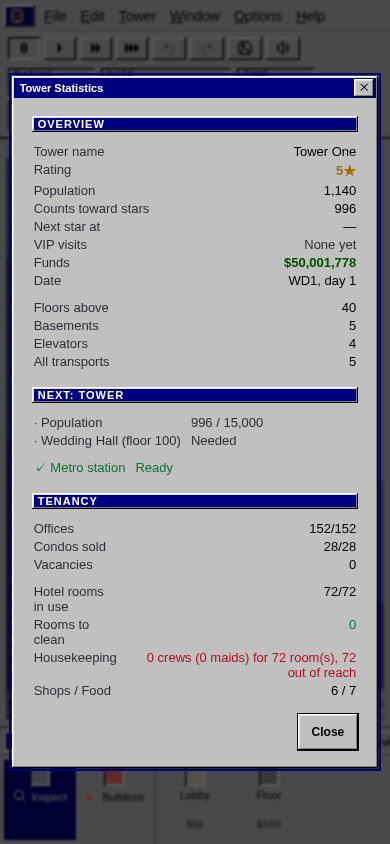 File Edit Tower Window Options Help
Tower Statistics
OVERVIEW
Tower name Tower One
Rating 5★
Population 1,140
Counts toward stars 996
Next star at —
VIP visits None yet
Funds $50,001,778
Date WD1, day 1
Floors above 40
Basements 5
Elevators 4
All transports 5
NEXT: TOWER
· Population 996 / 15,000
· Wedding Hall (floor 100) Needed
✓ Metro station Ready
TENANCY
Offices 152/152
Condos sold 28/28
Vacancies 0
Hotel rooms in use 72/72
Rooms to clean 0
Housekeeping 0 crews (0 maids) for 72 room(s), 72
out of reach
Shops / Food 6 / 7
Close
Inspect Bulldoze Lobby Floor
$5k $500